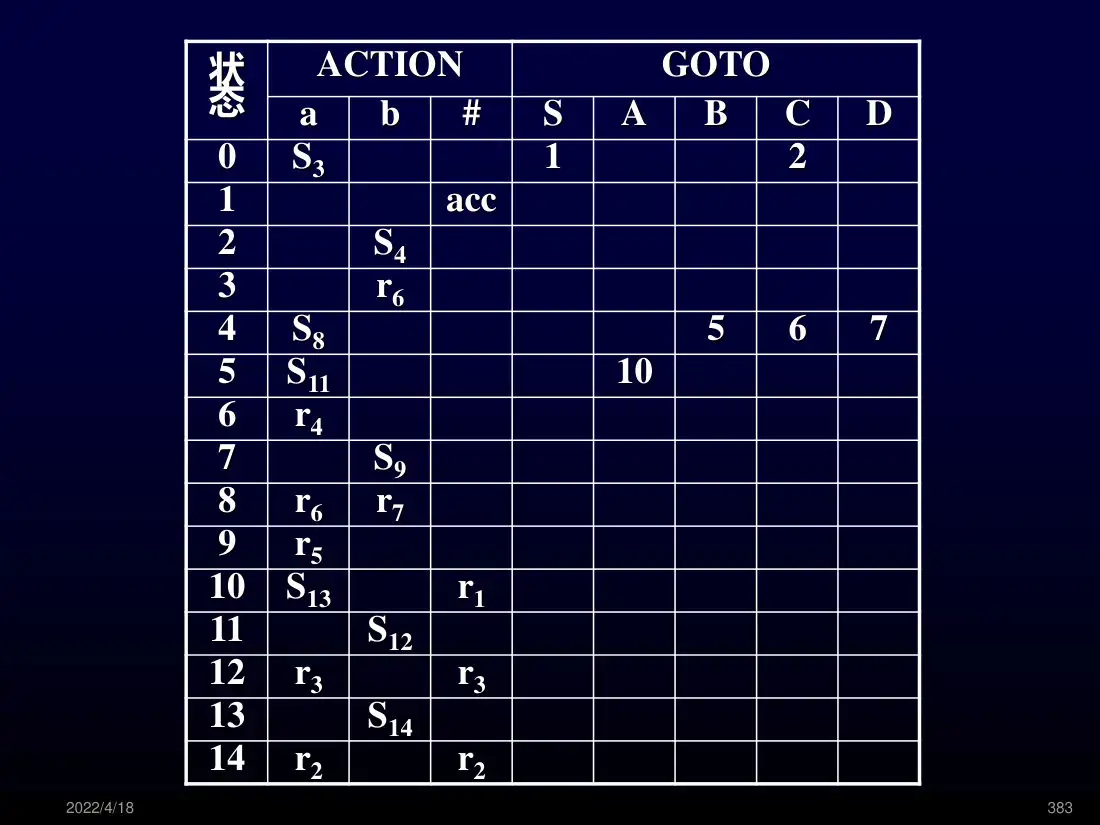 状态 ACTION GOTO
a b # S A B C D
0 S3 1 2
1 acc
2 S4
3 r6
4 S8 5 6 7
5 S11 10
6 r4
7 S9
8 r6 r7
9 r5
10 S13 r1
11 S12
12 r3 r3
13 S14
14 r2 r2
2022/4/18 383